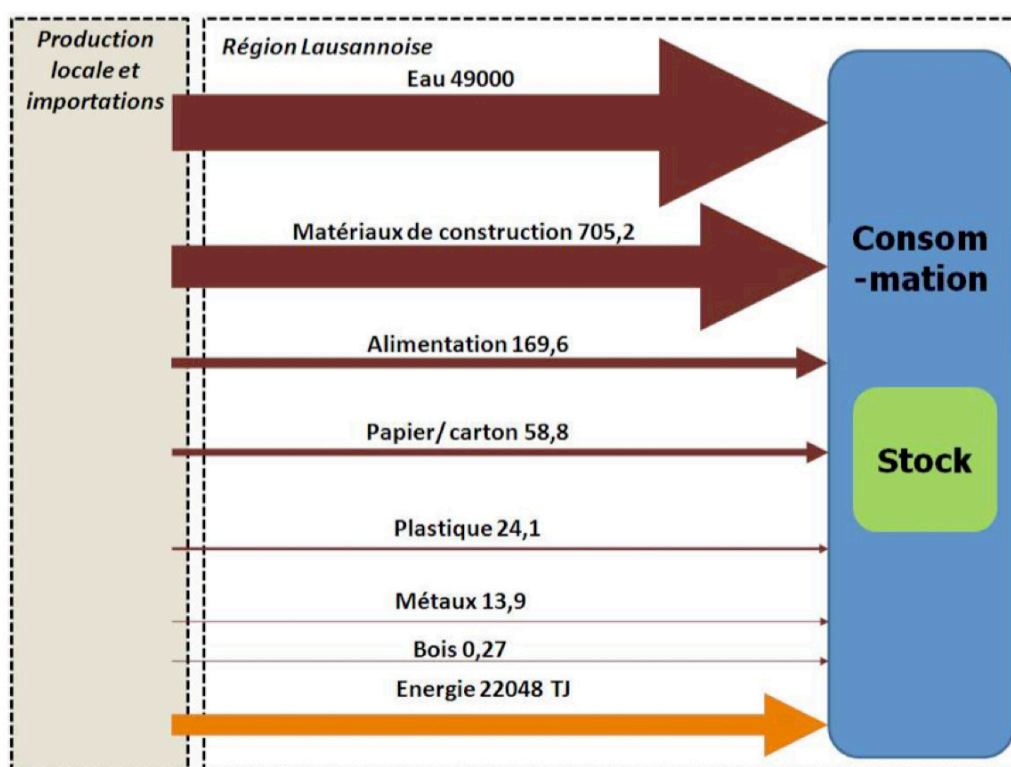 Production
locale et
importations
Région Lausannoise
Eau 49000
Matériaux de construction 705,2
Alimentation 169,6
Papier/ carton 58,8
Plastique 24,1
Métaux 13,9
Bois 0,27
Energie 22048 TJ
Consom
-mation
Stock